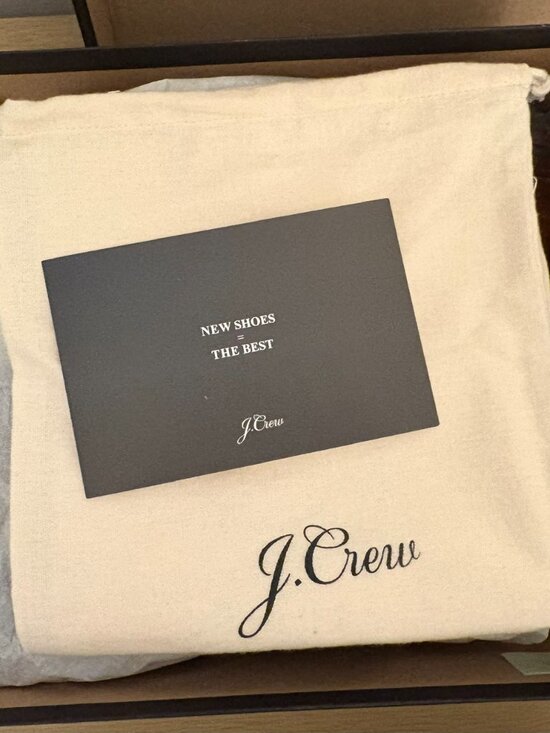 NEW SHOES
=
THE BEST
J.Crew
J.Crew